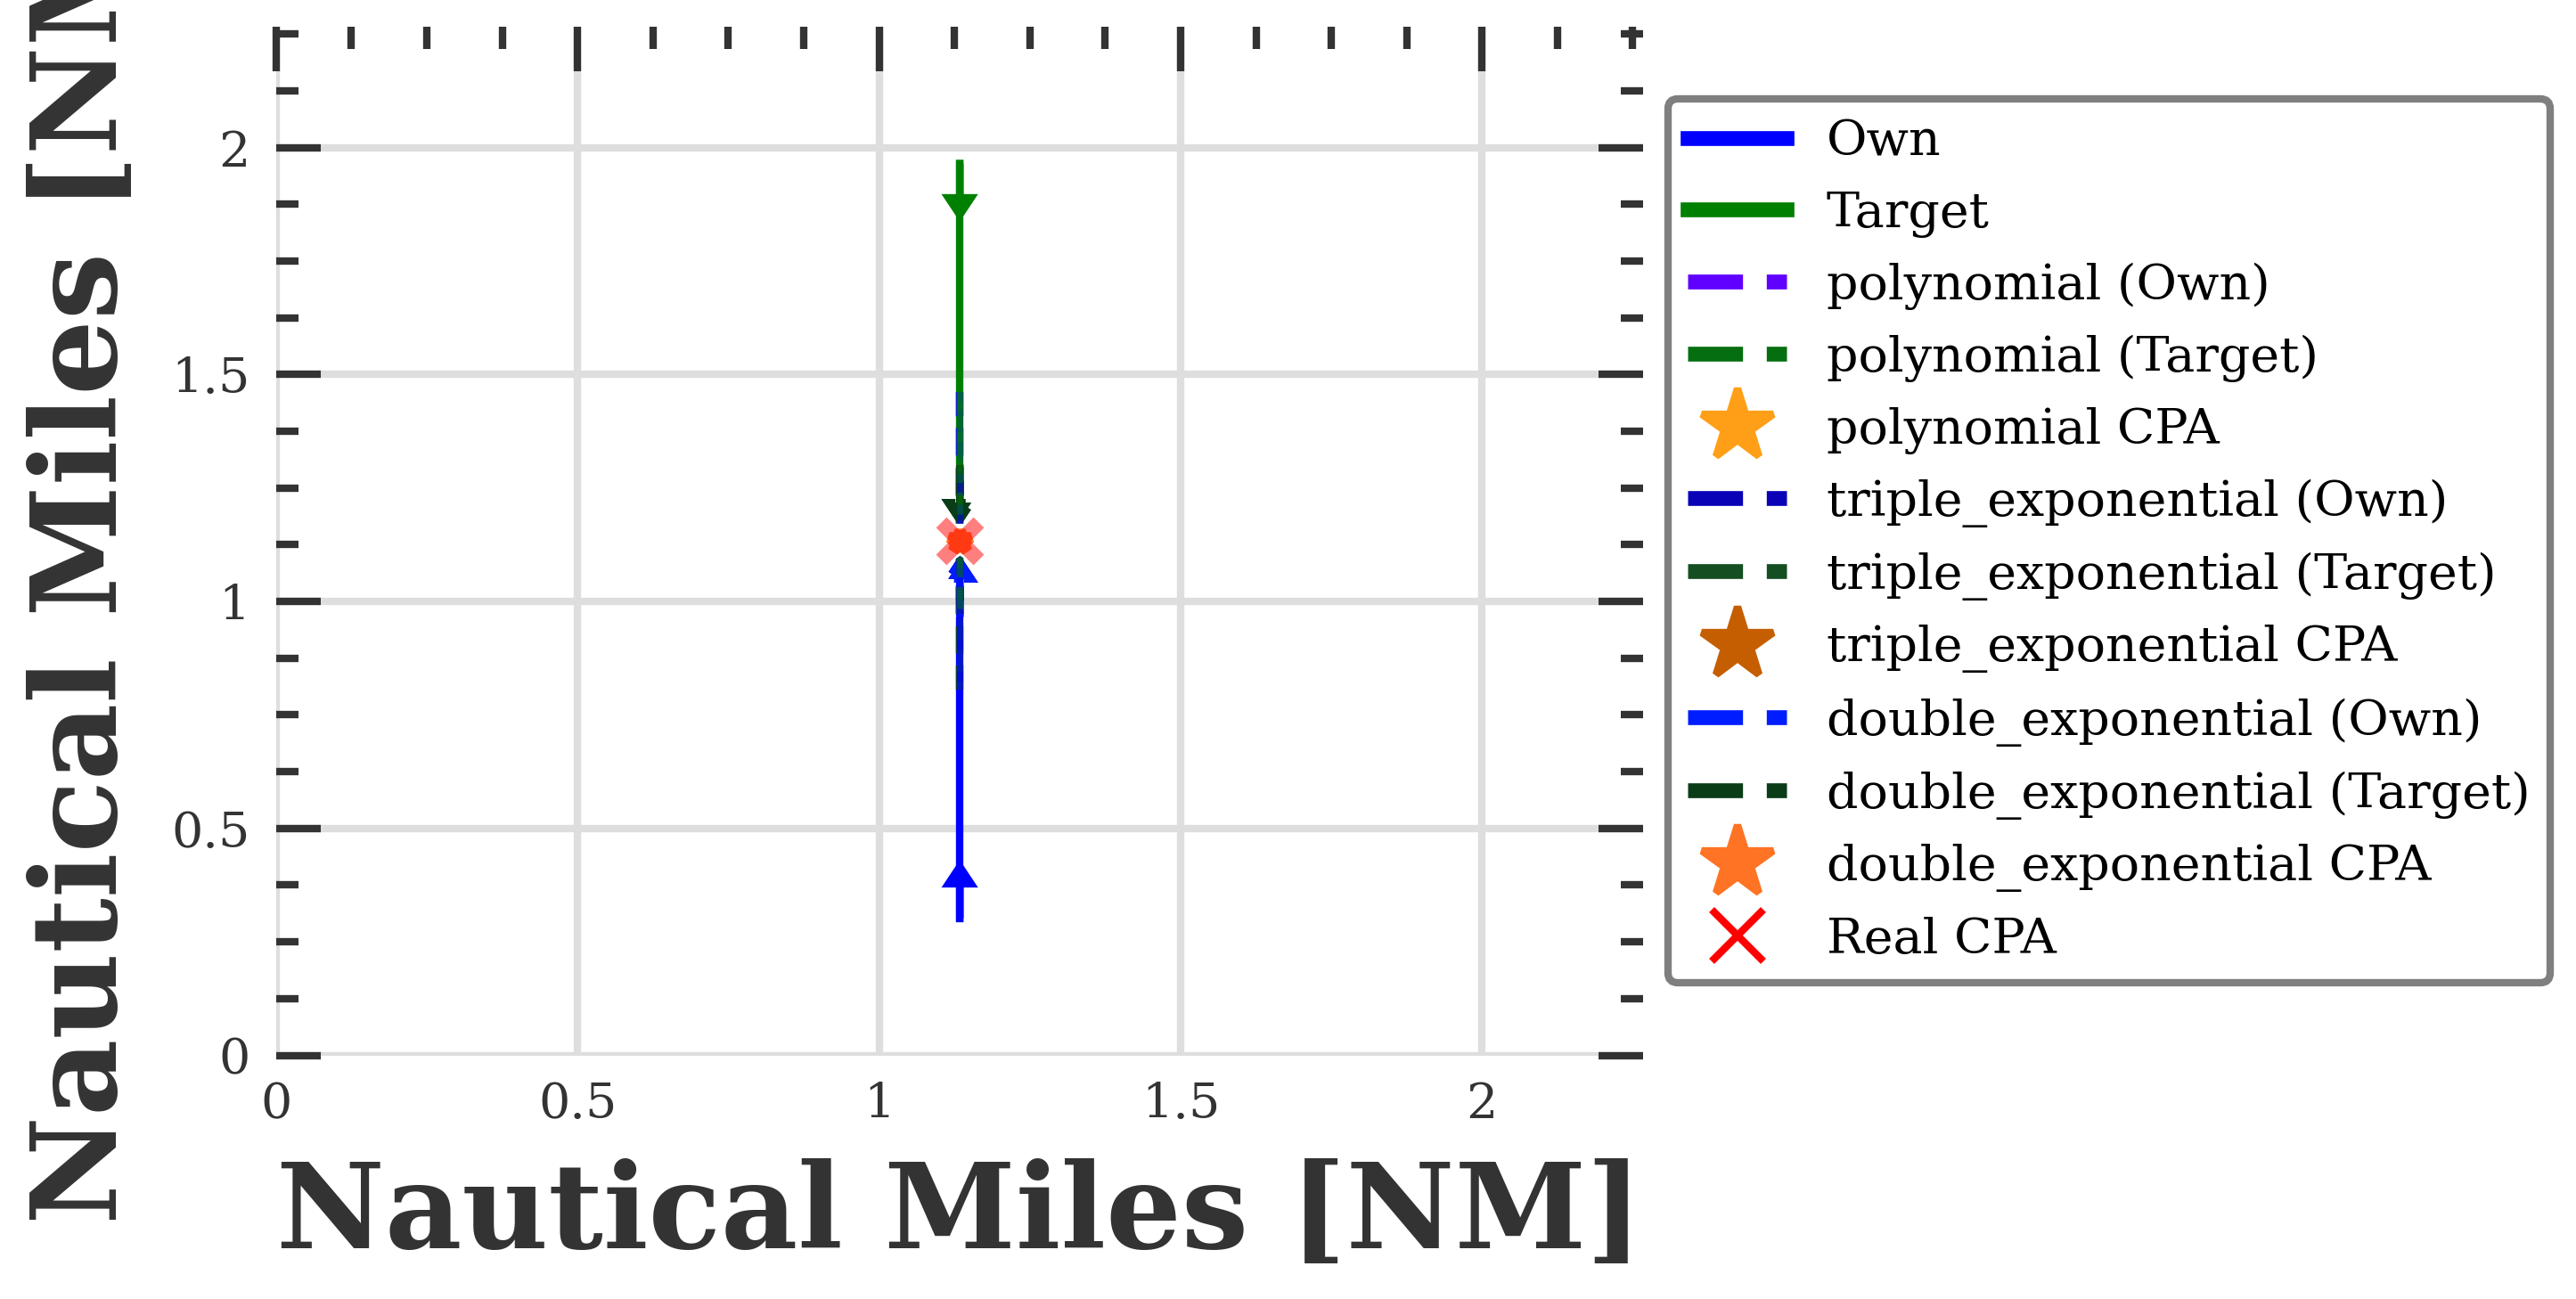 Nautical Miles [NM
2
1.5
1
0.5
0
0 0.5 1 1.5 2
Nautical Miles [NM]
Own
Target
polynomial (Own)
polynomial (Target)
polynomial CPA
triple_exponential (Own)
triple_exponential (Target)
triple_exponential CPA
double_exponential (Own)
double_exponential (Target)
double_exponential CPA
Real CPA